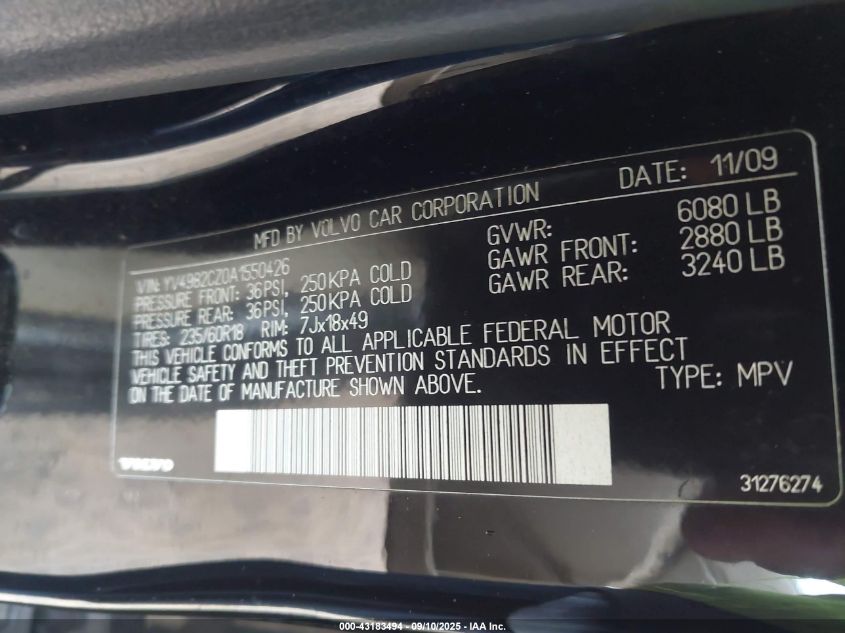 MFD BY VOLVO CAR CORPORATION DATE: 11/09
VIN: YV4982CZ0A1550426
PRESSURE FRONT: 36PSI, 250KPA COLD
PRESSURE REAR: 36PSI, 250KPA COLD
TIRES: 235/60R18 RIM: 7Jx18x49
GVWR: 6080 LB
GAWR FRONT: 2880 LB
GAWR REAR: 3240 LB
THIS VEHICLE CONFORMS TO ALL APPLICABLE FEDERAL MOTOR
VEHICLE SAFETY AND THEFT PREVENTION STANDARDS IN EFFECT
ON THE DATE OF MANUFACTURE SHOWN ABOVE.
TYPE: MPV
VOLVO
31276274
000-43183494 - 09/10/2025 - IAA Inc.